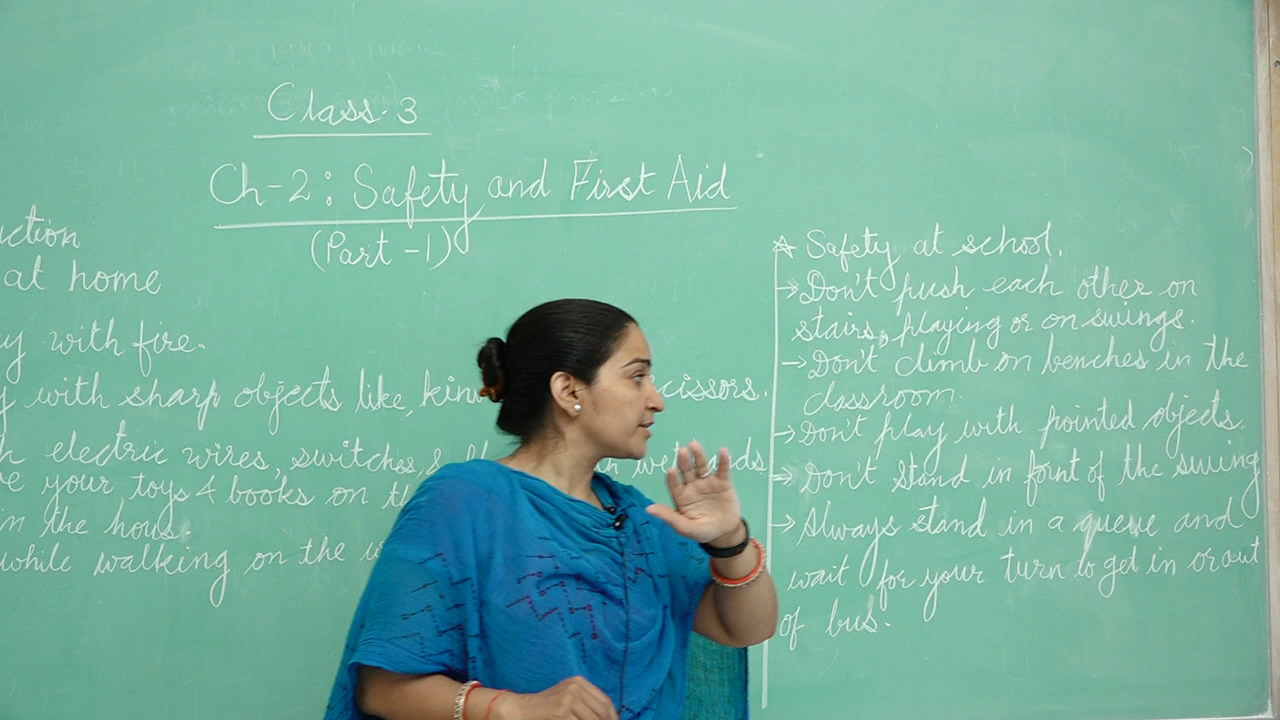 Class-3
Ch-2: Safety and First Aid
(Part-1)
at home
with fire.
with sharp objects like,
electric wires, switches, &
your toys & books on
in the hous
while walking on the
☆ Safety at school.
→ Don't push each other on
stairs, playing or on swings.
→ Don't climb on benches in the
classroom.
→ Don't play with pointed objects.
→ Don't stand in foint of the swing
→ Always stand in a queue and
wait for your turn to get in or out
of bus.